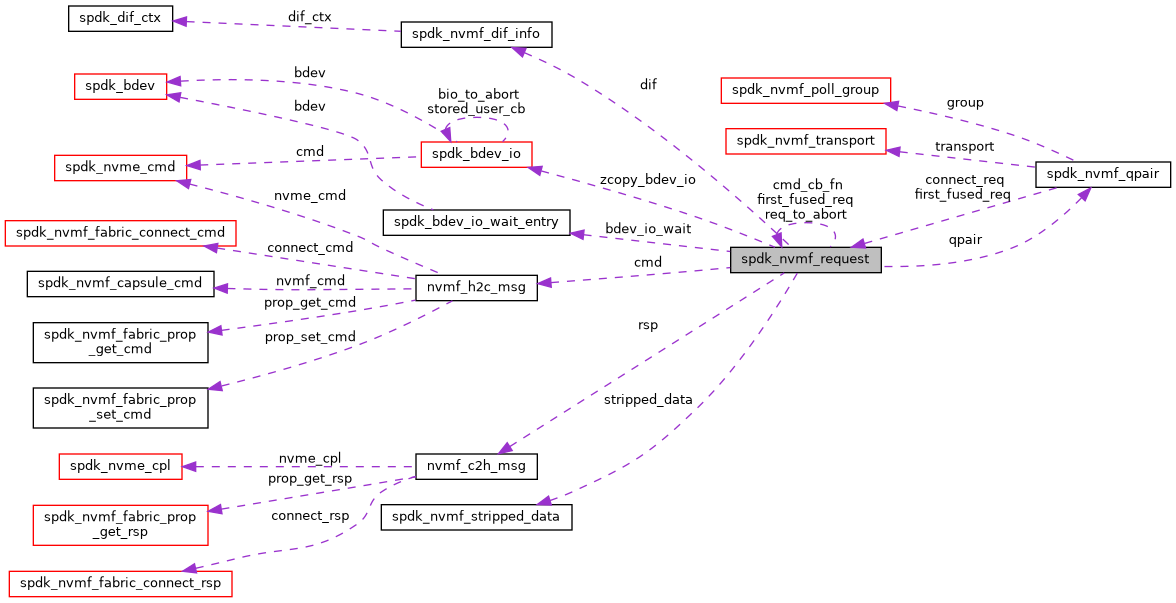 spdk_dif_ctx
dif_ctx
spdk_nvmf_dif_info
spdk_bdev
bdev
bdev
bio_to_abort
stored_user_cb
dif
spdk_nvmf_poll_group
group
spdk_nvmf_transport
transport
spdk_nvme_cmd
cmd
spdk_bdev_io
nvme_cmd
zcopy_bdev_io
cmd_cb_fn
first_fused_req
req_to_abort
connect_req
first_fused_req
spdk_nvmf_qpair
spdk_nvmf_fabric_connect_cmd
connect_cmd
spdk_bdev_io_wait_entry
bdev_io_wait
qpair
spdk_nvmf_request
cmd
spdk_nvmf_capsule_cmd
nvmf_cmd
nvmf_h2c_msg
prop_get_cmd
spdk_nvmf_fabric_prop
_get_cmd
prop_set_cmd
rsp
spdk_nvmf_fabric_prop
_set_cmd
stripped_data
spdk_nvme_cpl
nvme_cpl
nvmf_c2h_msg
prop_get_rsp
spdk_nvmf_fabric_prop
_get_rsp
connect_rsp
spdk_nvmf_stripped_data
spdk_nvmf_fabric_connect_rsp